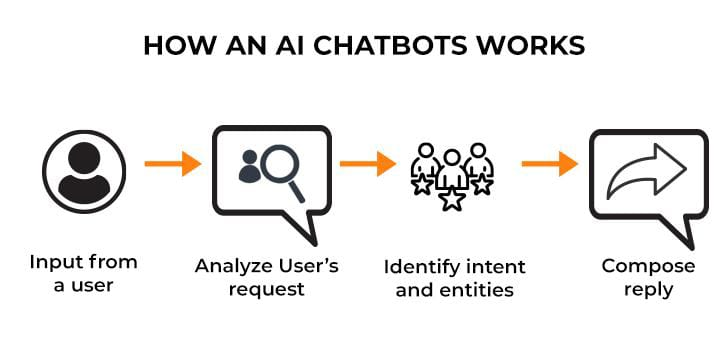 HOW AN AI CHATBOTS WORKS
Input from
a user
Analyze User's
request
Identify intent
and entities
Compose
reply